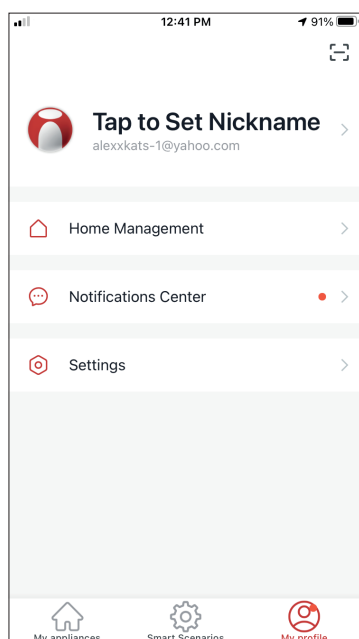 12:41 PM 91%
Tap to Set Nickname
alexxkats-1@yahoo.com
Home Management
Notifications Center
Settings
My appliances Smart Scenarios My profile